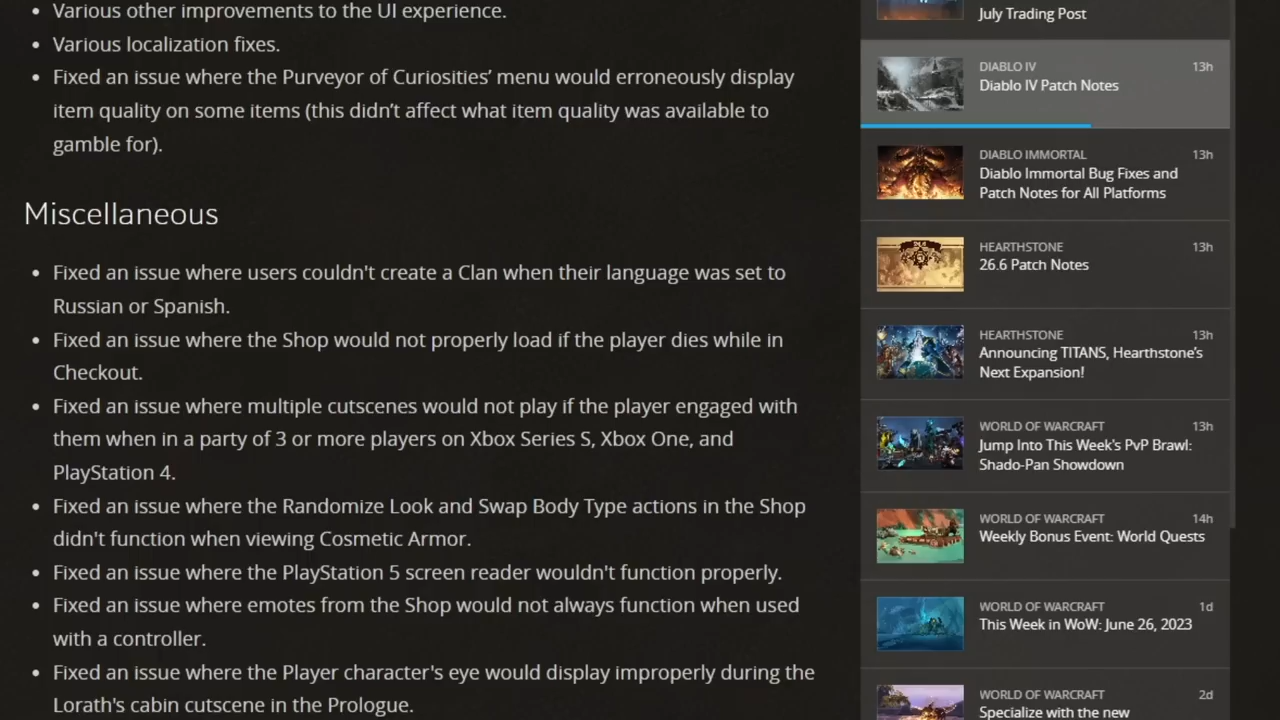 • Various other improvements to the UI experience.
• Various localization fixes.
• Fixed an issue where the Purveyor of Curiosities’ menu would erroneously display
item quality on some items (this didn’t affect what item quality was available to
gamble for).
Miscellaneous
• Fixed an issue where users couldn't create a Clan when their language was set to
Russian or Spanish.
• Fixed an issue where the Shop would not properly load if the player dies while in
Checkout.
• Fixed an issue where multiple cutscenes would not play if the player engaged with
them when in a party of 3 or more players on Xbox Series S, Xbox One, and
PlayStation 4.
• Fixed an issue where the Randomize Look and Swap Body Type actions in the Shop
didn't function when viewing Cosmetic Armor.
• Fixed an issue where the PlayStation 5 screen reader wouldn't function properly.
• Fixed an issue where emotes from the Shop would not always function when used
with a controller.
• Fixed an issue where the Player character's eye would display improperly during the
Lorath's cabin cutscene in the Prologue.
July Trading Post
DIABLO IV 13h
Diablo IV Patch Notes
DIABLO IMMORTAL 13h
Diablo Immortal Bug Fixes and
Patch Notes for All Platforms
HEARTHSTONE 13h
26.6 Patch Notes
HEARTHSTONE 13h
Announcing TITANS, Hearthstone’s
Next Expansion!
WORLD OF WARCRAFT 13h
Jump Into This Week's PvP Brawl:
Shado-Pan Showdown
WORLD OF WARCRAFT 14h
Weekly Bonus Event: World Quests
WORLD OF WARCRAFT 1d
This Week in WoW: June 26, 2023
WORLD OF WARCRAFT 2d
Specialize with the new